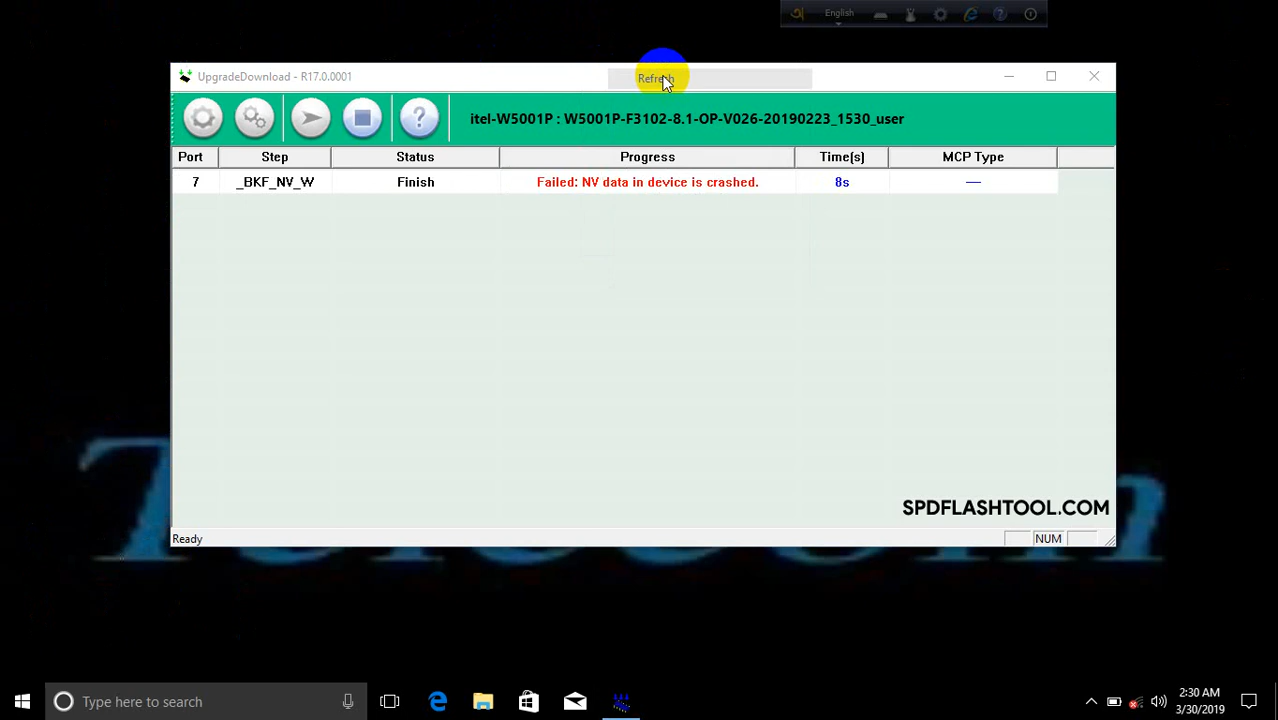 English
UpgradeDownload - R17.0.0001
Refresh
itel-W5001P : W5001P-F3102-8.1-OP-V026-20190223_1530_user
Port Step Status Progress Time(s) MCP Type
7 _BKF_NV_W Finish Failed: NV data in device is crashed. 8s —
SPDFLASHTOOL.COM
Ready NUM
Telecom
Type here to search
2:30 AM
3/30/2019